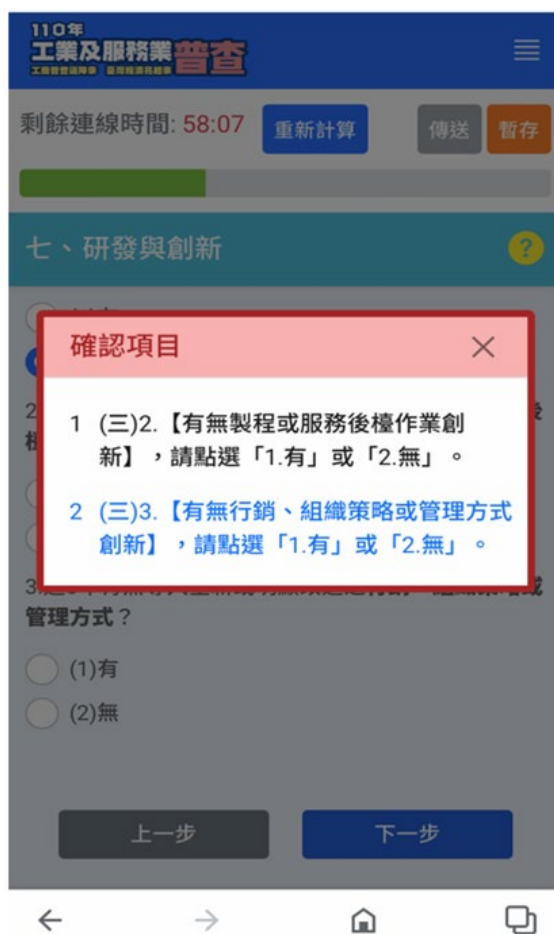 110年
工業及服務業普查
剩餘連線時間: 58:07
重新計算
傳送
暫存
七、研發與創新
?
確認項目
1 (三)2.【有無製程或服務後檯作業創
新】，請點選「1.有」或「2.無」。
2 (三)3.【有無行銷、組織策略或管理方式
創新】，請點選「1.有」或「2.無」。
管理方式？
(1)有
(2)無
上一步
下一步